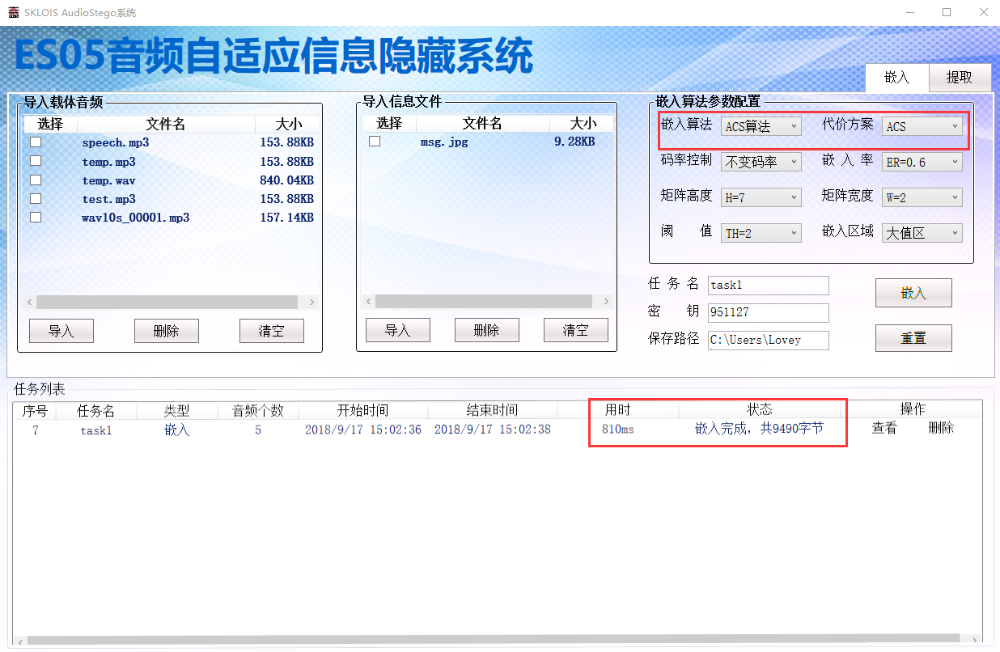 SKLOIS AudioStego系统
ES05音频自适应信息隐藏系统
嵌入 提取
导入载体音频
选择 文件名 大小
speech.mp3 153.88KB
temp.mp3 153.88KB
temp.wav 840.04KB
test.mp3 153.88KB
wav10s_00001.mp3 157.14KB
导入 删除 清空
导入信息文件
选择 文件名 大小
msg.jpg 9.28KB
导入 删除 清空
嵌入算法参数配置
嵌入算法 ACS算法 代价方案 ACS
码率控制 不变码率 嵌入率 ER=0.6
矩阵高度 H=7 矩阵宽度 W=2
阈值 TH=2 嵌入区域 大值区
任务名 task1
密钥 951127
保存路径 C:\Users\Lovey
嵌入
重置
任务列表
序号 任务名 类型 音频个数 开始时间 结束时间 用时 状态 操作
7 task1 嵌入 5 2018/9/17 15:02:36 2018/9/17 15:02:38 810ms 嵌入完成，共9490字节 查看 删除